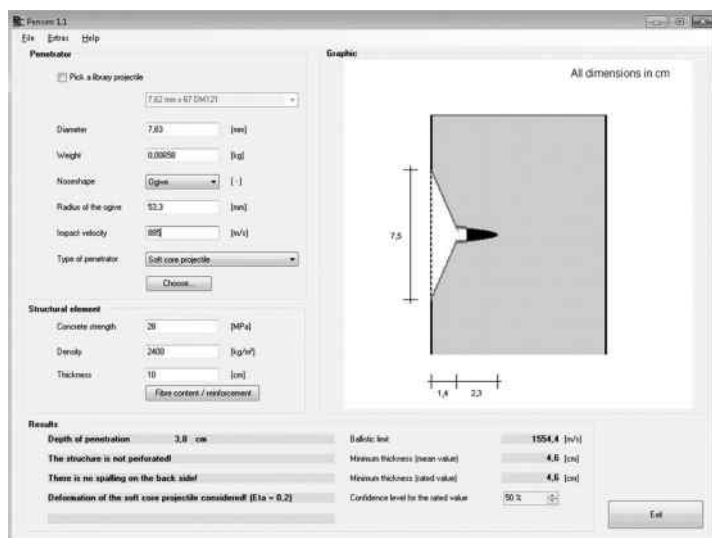 Pensim 1.1
File Extras Help
Penetrator
Pick a library projectile
7,62 mm x 67 DM121
Diameter 7,83 [mm]
Weight 0,00858 [kg]
Noseshape Ogive [-]
Radius of the ogive 53,3 [mm]
Impact velocity 885 [m/s]
Type of penetrator Soft core projectile
Choose...
Structural element
Concrete strength 28 [MPa]
Density 2400 [kg/m³]
Thickness 10 [cm]
Fibre content / reinforcement
Graphic
All dimensions in cm
7,5
1,4 2,3
Results
Depth of penetration 3,8 cm
The structure is not perforated!
There is no spalling on the back side!
Deformation of the soft core projectile considered! (Eta = 0,2)
Ballistic limit 1554,4 [m/s]
Minimum thickness (mean value) 4,6 [cm]
Minimum thickness (rated value) 4,6 [cm]
Confidence level for the rated value 50 %
Exit